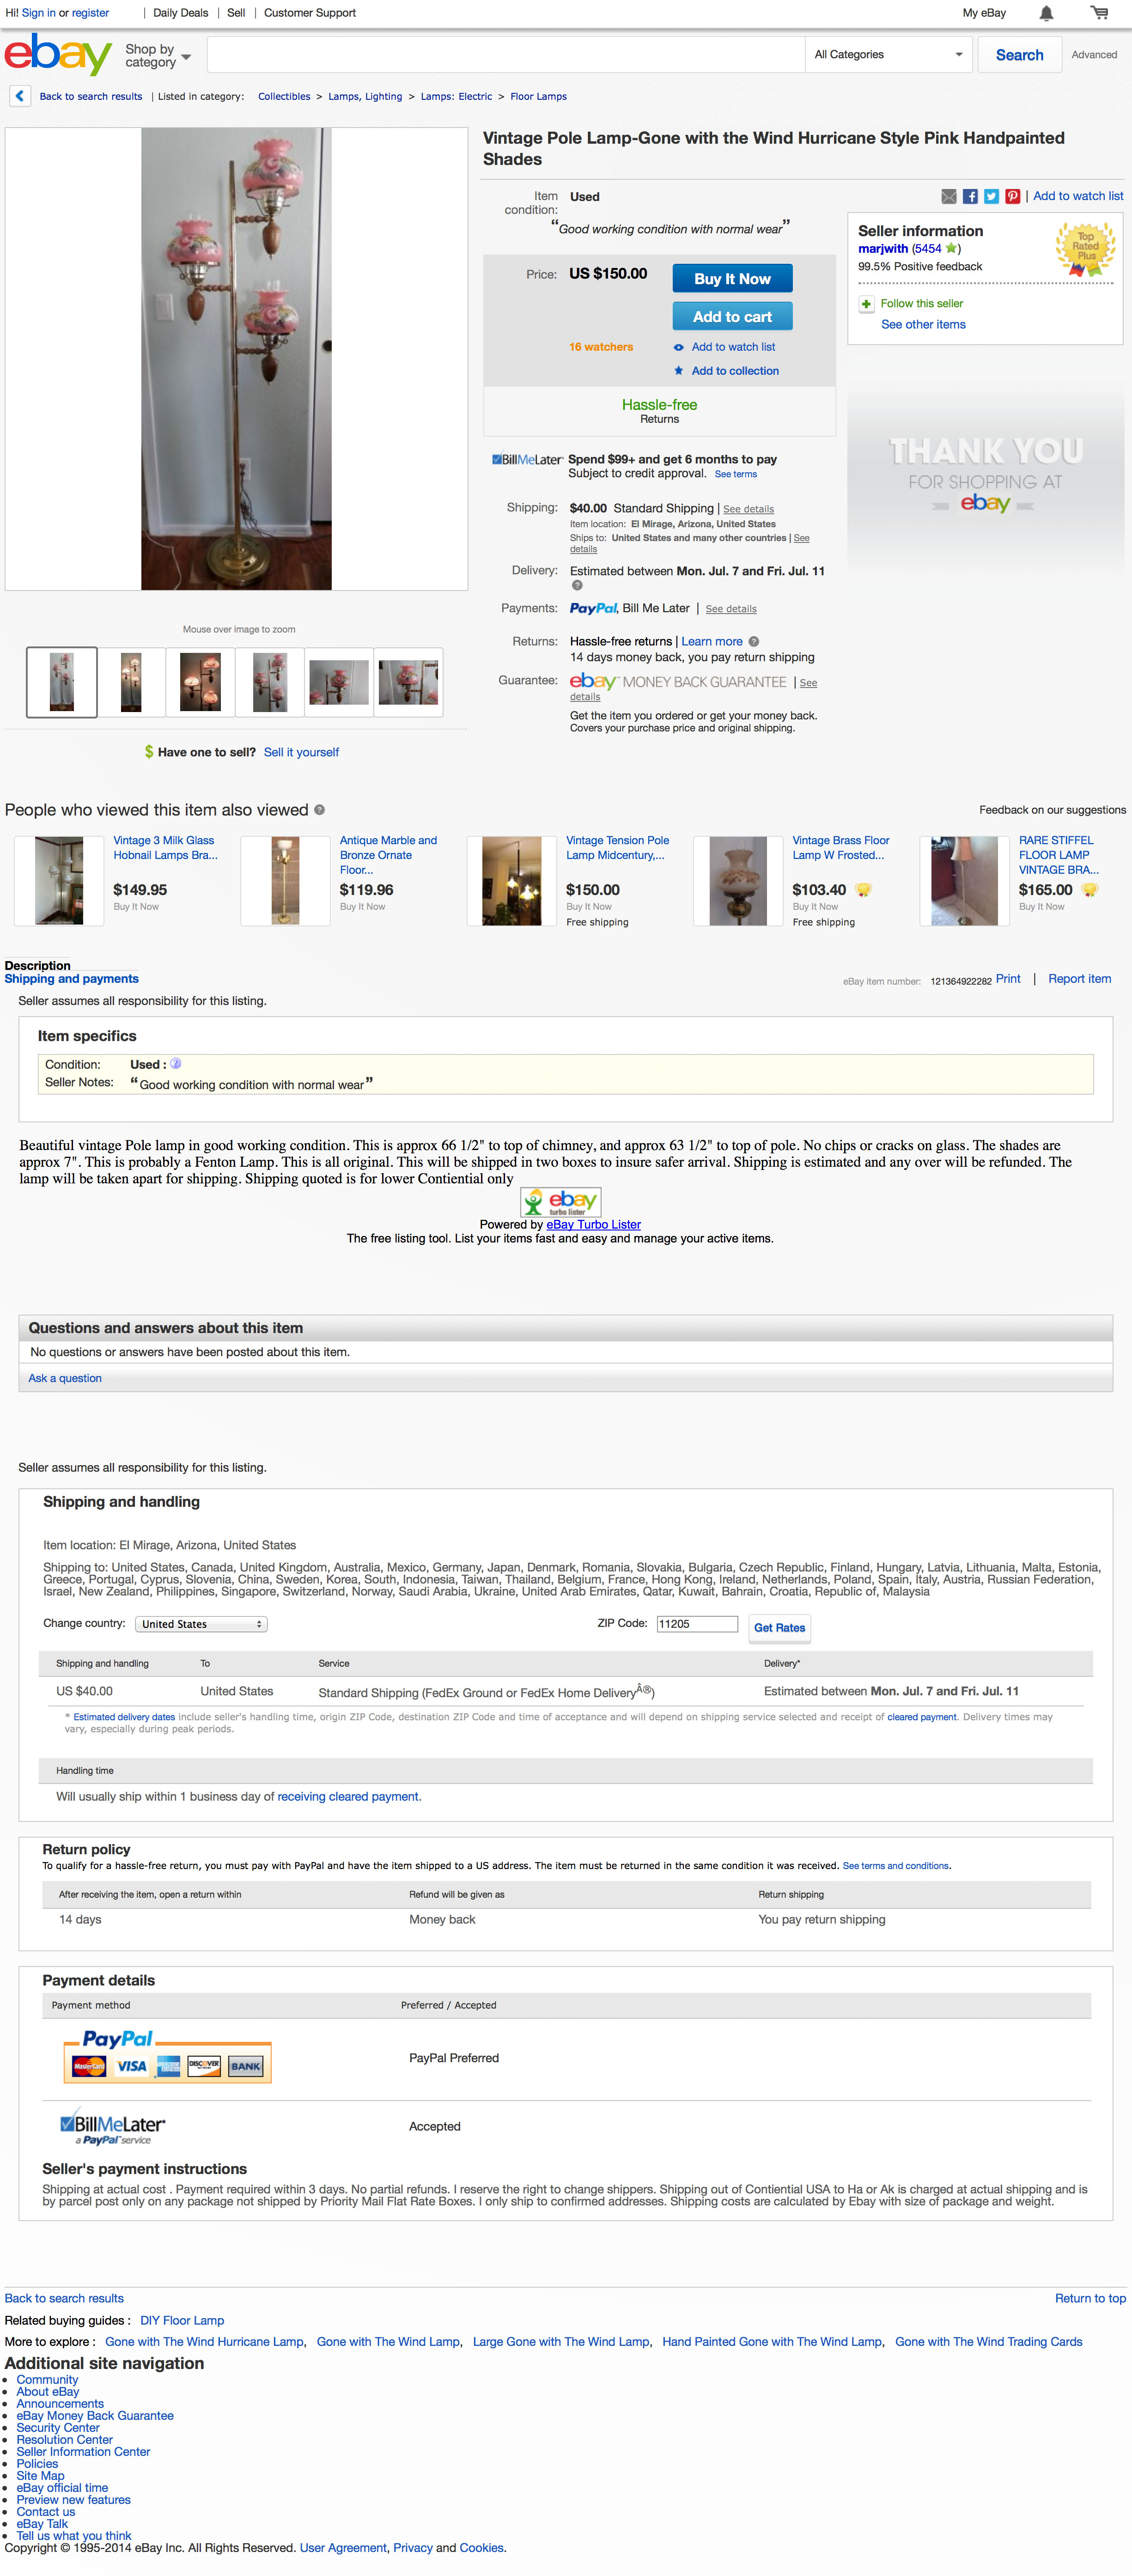 Hi! Sign in or register | Daily Deals | Sell | Customer Support My eBay
ebay Shop by category All Categories Search Advanced
Back to search results | Listed in category: Collectibles > Lamps, Lighting > Lamps: Electric > Floor Lamps
Vintage Pole Lamp-Gone with the Wind Hurricane Style Pink Handpainted
Shades
Item condition: Used
“Good working condition with normal wear”
Price: US $150.00 Buy It Now
Add to cart
16 watchers Add to watch list
Add to collection
Hassle-free
Returns
BillMeLater Spend $99+ and get 6 months to pay
Subject to credit approval. See terms
Shipping: $40.00 Standard Shipping | See details
Item location: El Mirage, Arizona, United States
Ships to: United States and many other countries | See
details
Delivery: Estimated between Mon. Jul. 7 and Fri. Jul. 11
Payments: PayPal, Bill Me Later | See details
Returns: Hassle-free returns | Learn more
14 days money back, you pay return shipping
Guarantee: ebay MONEY BACK GUARANTEE | See
details
Get the item you ordered or get your money back.
Covers your purchase price and original shipping.
| Add to watch list
Seller information
marjwith (5454)
99.5% Positive feedback
Top Rated Plus
Follow this seller
See other items
THANK YOU
FOR SHOPPING AT
ebay
Mouse over image to zoom
$ Have one to sell? Sell it yourself
People who viewed this item also viewed Feedback on our suggestions
Vintage 3 Milk Glass
Hobnail Lamps Bra...
$149.95
Buy It Now
Antique Marble and
Bronze Ornate
Floor...
$119.96
Buy It Now
Vintage Tension Pole
Lamp Midcentury,...
$150.00
Buy It Now
Free shipping
Vintage Brass Floor
Lamp W Frosted...
$103.40
Buy It Now
Free shipping
RARE STIFFEL
FLOOR LAMP
VINTAGE BRA...
$165.00
Buy It Now
Description
Shipping and payments eBay item number: 121364922282 Print | Report item
Seller assumes all responsibility for this listing.
Item specifics
Condition: Used :
Seller Notes: “Good working condition with normal wear”
Beautiful vintage Pole lamp in good working condition. This is approx 66 1/2" to top of chimney, and approx 63 1/2" to top of pole. No chips or cracks on glass. The shades are
approx 7". This is probably a Fenton Lamp. This is all original. This will be shipped in two boxes to insure safer arrival. Shipping is estimated and any over will be refunded. The
lamp will be taken apart for shipping. Shipping quoted is for lower Contiential only
ebay turbo lister
Powered by eBay Turbo Lister
The free listing tool. List your items fast and easy and manage your active items.
Questions and answers about this item
No questions or answers have been posted about this item.
Ask a question
Seller assumes all responsibility for this listing.
Shipping and handling
Item location: El Mirage, Arizona, United States
Shipping to: United States, Canada, United Kingdom, Australia, Mexico, Germany, Japan, Denmark, Romania, Slovakia, Bulgaria, Czech Republic, Finland, Hungary, Latvia, Lithuania, Malta, Estonia,
Greece, Portugal, Cyprus, Slovenia, China, Sweden, Korea, South, Indonesia, Taiwan, Thailand, Belgium, France, Hong Kong, Ireland, Netherlands, Poland, Spain, Italy, Austria, Russian Federation,
Israel, New Zealand, Philippines, Singapore, Switzerland, Norway, Saudi Arabia, Ukraine, United Arab Emirates, Qatar, Kuwait, Bahrain, Croatia, Republic of, Malaysia
Change country: United States ZIP Code: 11205 Get Rates
Shipping and handling To Service Delivery*
US $40.00 United States Standard Shipping (FedEx Ground or FedEx Home DeliveryÂ®) Estimated between Mon. Jul. 7 and Fri. Jul. 11
* Estimated delivery dates include seller's handling time, origin ZIP Code, destination ZIP Code and time of acceptance and will depend on shipping service selected and receipt of cleared payment. Delivery times may
vary, especially during peak periods.
Handling time
Will usually ship within 1 business day of receiving cleared payment.
Return policy
To qualify for a hassle-free return, you must pay with PayPal and have the item shipped to a US address. The item must be returned in the same condition it was received. See terms and conditions.
After receiving the item, open a return within Refund will be given as Return shipping
14 days Money back You pay return shipping
Payment details
Payment method Preferred / Accepted
PayPal
MasterCard VISA AMERICAN EXPRESS DISCOVER BANK PayPal Preferred
BillMeLater
a PayPal service Accepted
Seller's payment instructions
Shipping at actual cost . Payment required within 3 days. No partial refunds. I reserve the right to change shippers. Shipping out of Contiential USA to Ha or Ak is charged at actual shipping and is
by parcel post only on any package not shipped by Priority Mail Flat Rate Boxes. I only ship to confirmed addresses. Shipping costs are calculated by Ebay with size of package and weight.
Back to search results Return to top
Related buying guides : DIY Floor Lamp
More to explore : Gone with The Wind Hurricane Lamp, Gone with The Wind Lamp, Large Gone with The Wind Lamp, Hand Painted Gone with The Wind Lamp, Gone with The Wind Trading Cards
Additional site navigation
Community
About eBay
Announcements
eBay Money Back Guarantee
Security Center
Resolution Center
Seller Information Center
Policies
Site Map
eBay official time
Preview new features
Contact us
eBay Talk
Tell us what you think
Copyright © 1995-2014 eBay Inc. All Rights Reserved. User Agreement, Privacy and Cookies.